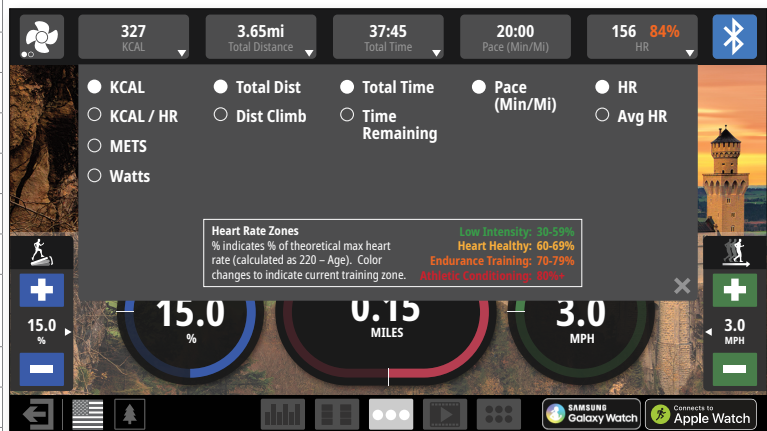 327
KCAL
3.65mi
Total Distance
37:45
Total Time
20:00
Pace (Min/Mi)
156 84%
HR
KCAL
KCAL / HR
METS
Watts
Total Dist
Dist Climb
Total Time
Time
Remaining
Pace
(Min/Mi)
HR
Avg HR
Heart Rate Zones
% indicates % of theoretical max heart
rate (calculated as 220 – Age). Color
changes to indicate current training zone.
Low Intensity: 30-59%
Heart Healthy: 60-69%
Endurance Training: 70-79%
Athletic Conditioning: 80%+
15.0
%
15.0
%
0.15
MILES
3.0
MPH
3.0
MPH
SAMSUNG
Galaxy Watch
Connects to
Apple Watch